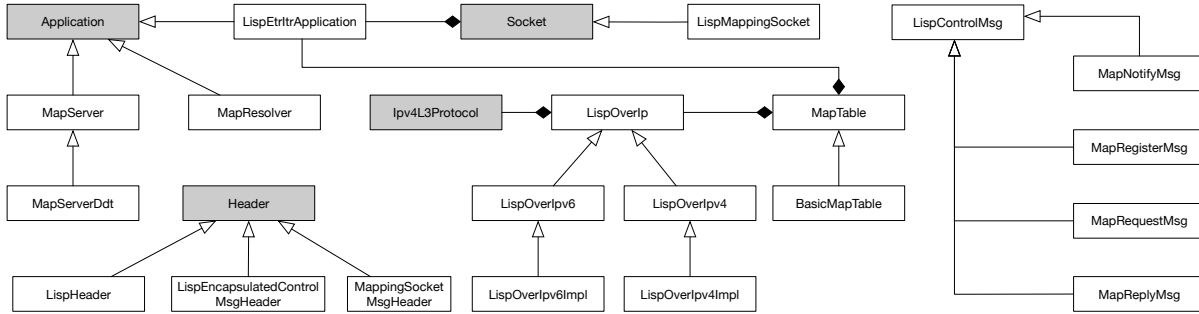 Application
LispEtrItrApplication
Socket
LispMappingSocket
LispControlMsg
MapNotifyMsg
MapServer
MapResolver
Ipv4L3Protocol
LispOverIp
MapTable
MapRegisterMsg
MapServerDdt
Header
LispOverIpv6
LispOverIpv4
BasicMapTable
MapRequestMsg
LispHeader
LispEncapsulatedControl
MsgHeader
MappingSocket
MsgHeader
LispOverIpv6Impl
LispOverIpv4Impl
MapReplyMsg